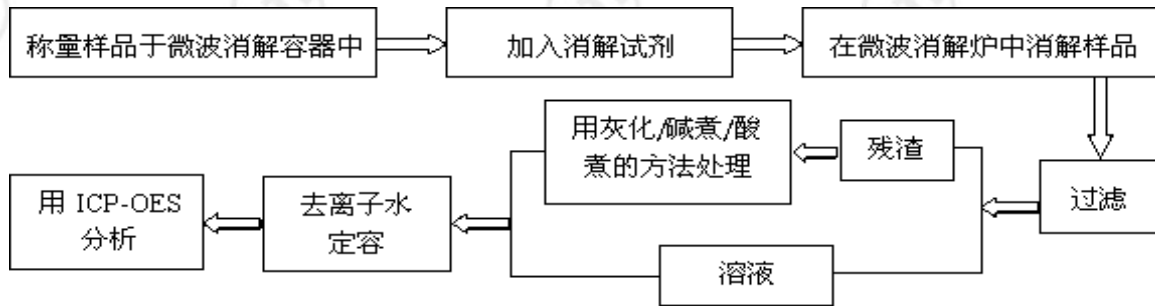 称量样品于微波消解容器中
加入消解试剂
在微波消解炉中消解样品
过滤
残渣
用灰化/碱煮/酸
煮的方法处理
溶液
去离子水
定容
用 ICP-OES
分析